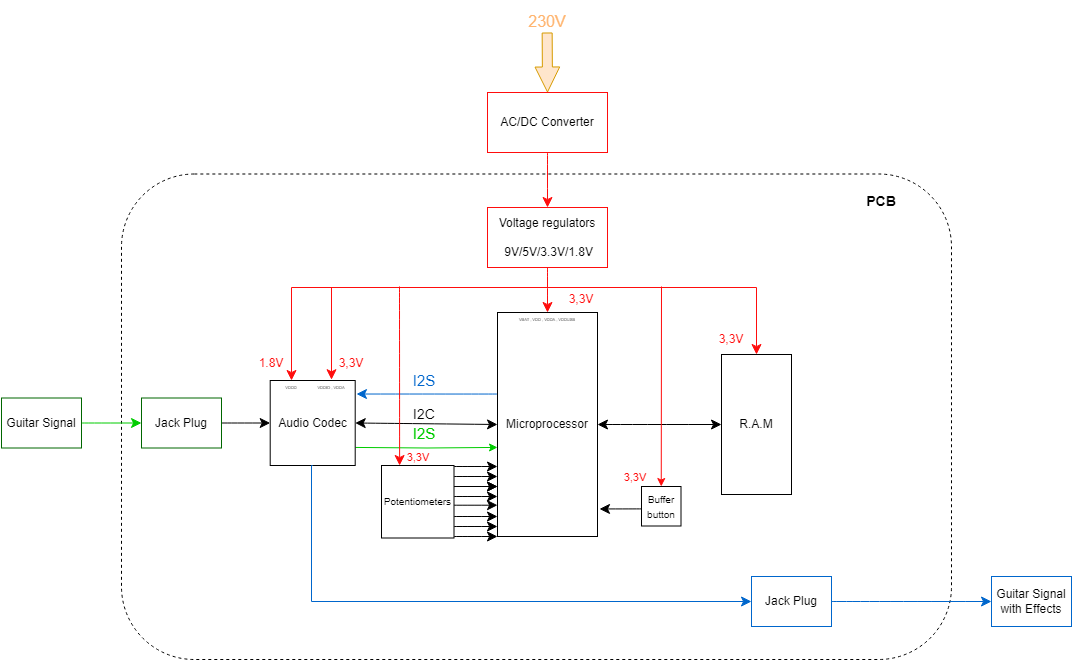 230V
AC/DC Converter
PCB
Voltage regulators
9V/5V/3.3V/1.8V
3,3V
VBAT - VDD - VDDA - VDDUSB
3,3V
1.8V
3,3V
VDDD
VDDIO - VDDA
I2S
Guitar Signal
Jack Plug
Audio Codec
I2C
Microprocessor
R.A.M
I2S
3,3V
3,3V
Potentiometers
Buffer
button
Jack Plug
Guitar Signal
with Effects